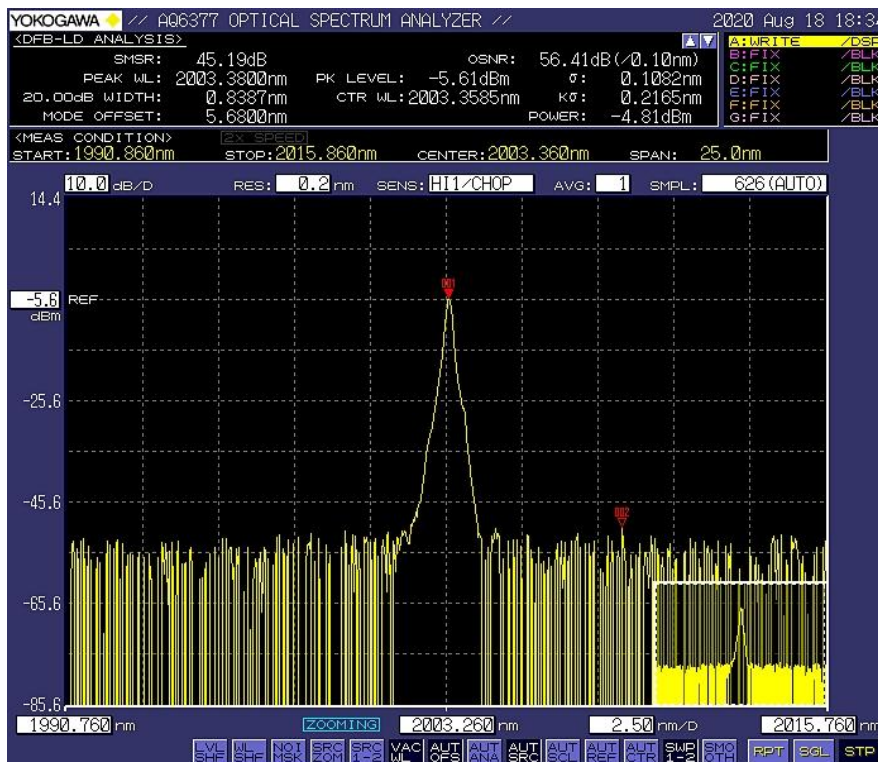 YOKOGAWA // AQ6377 OPTICAL SPECTRUM ANALYZER // 2020 Aug 18 18:34
<DFB-LD ANALYSIS>
SMSR: 45.19dB OSNR: 56.41dB(/0.10nm)
PEAK WL: 2003.3800nm PK LEVEL: -5.61dBm σ: 0.1082nm
20.00dB WIDTH: 0.8387nm CTR WL:2003.3585nm Kσ: 0.2165nm
MODE OFFSET: 5.6800nm POWER: -4.81dBm
A:WRITE /DSP
B:FIX /BLK
C:FIX /BLK
D:FIX /BLK
E:FIX /BLK
F:FIX /BLK
G:FIX /BLK
<MEAS CONDITION> 2x SPEED
START:1990.860nm STOP:2015.860nm CENTER:2003.360nm SPAN: 25.0nm
10.0 dB/D RES: 0.2 nm SENS: HI1/CHOP AVG: 1 SMPL: 626(AUTO)
14.4
001
-5.6 REF
dBm
-25.6
-45.6
002
-65.6
-85.6
1990.760 nm ZOOMING 2003.260 nm 2.50 nm/D 2015.760 nm
LVL SHF WL SHF NOI MSK SRC ZOM SRC 1-2 VAC WL AUT OFS AUT ANA AUT SRC AUT SCL AUT REF AUT CTR SWP 1-2 SMO OTH RPT SGL STP